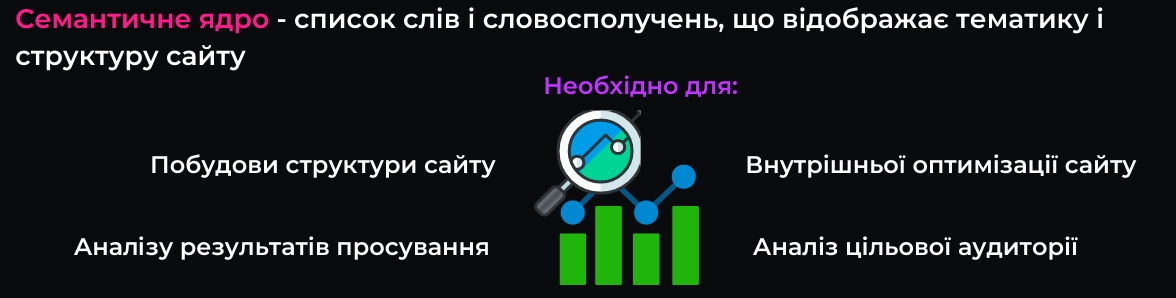 Семантичне ядро - список слів і словосполучень, що відображає тематику і
структуру сайту
Необхідно для:
Побудови структури сайту
Внутрішньої оптимізації сайту
Аналізу результатів просування
Аналіз цільової аудиторії